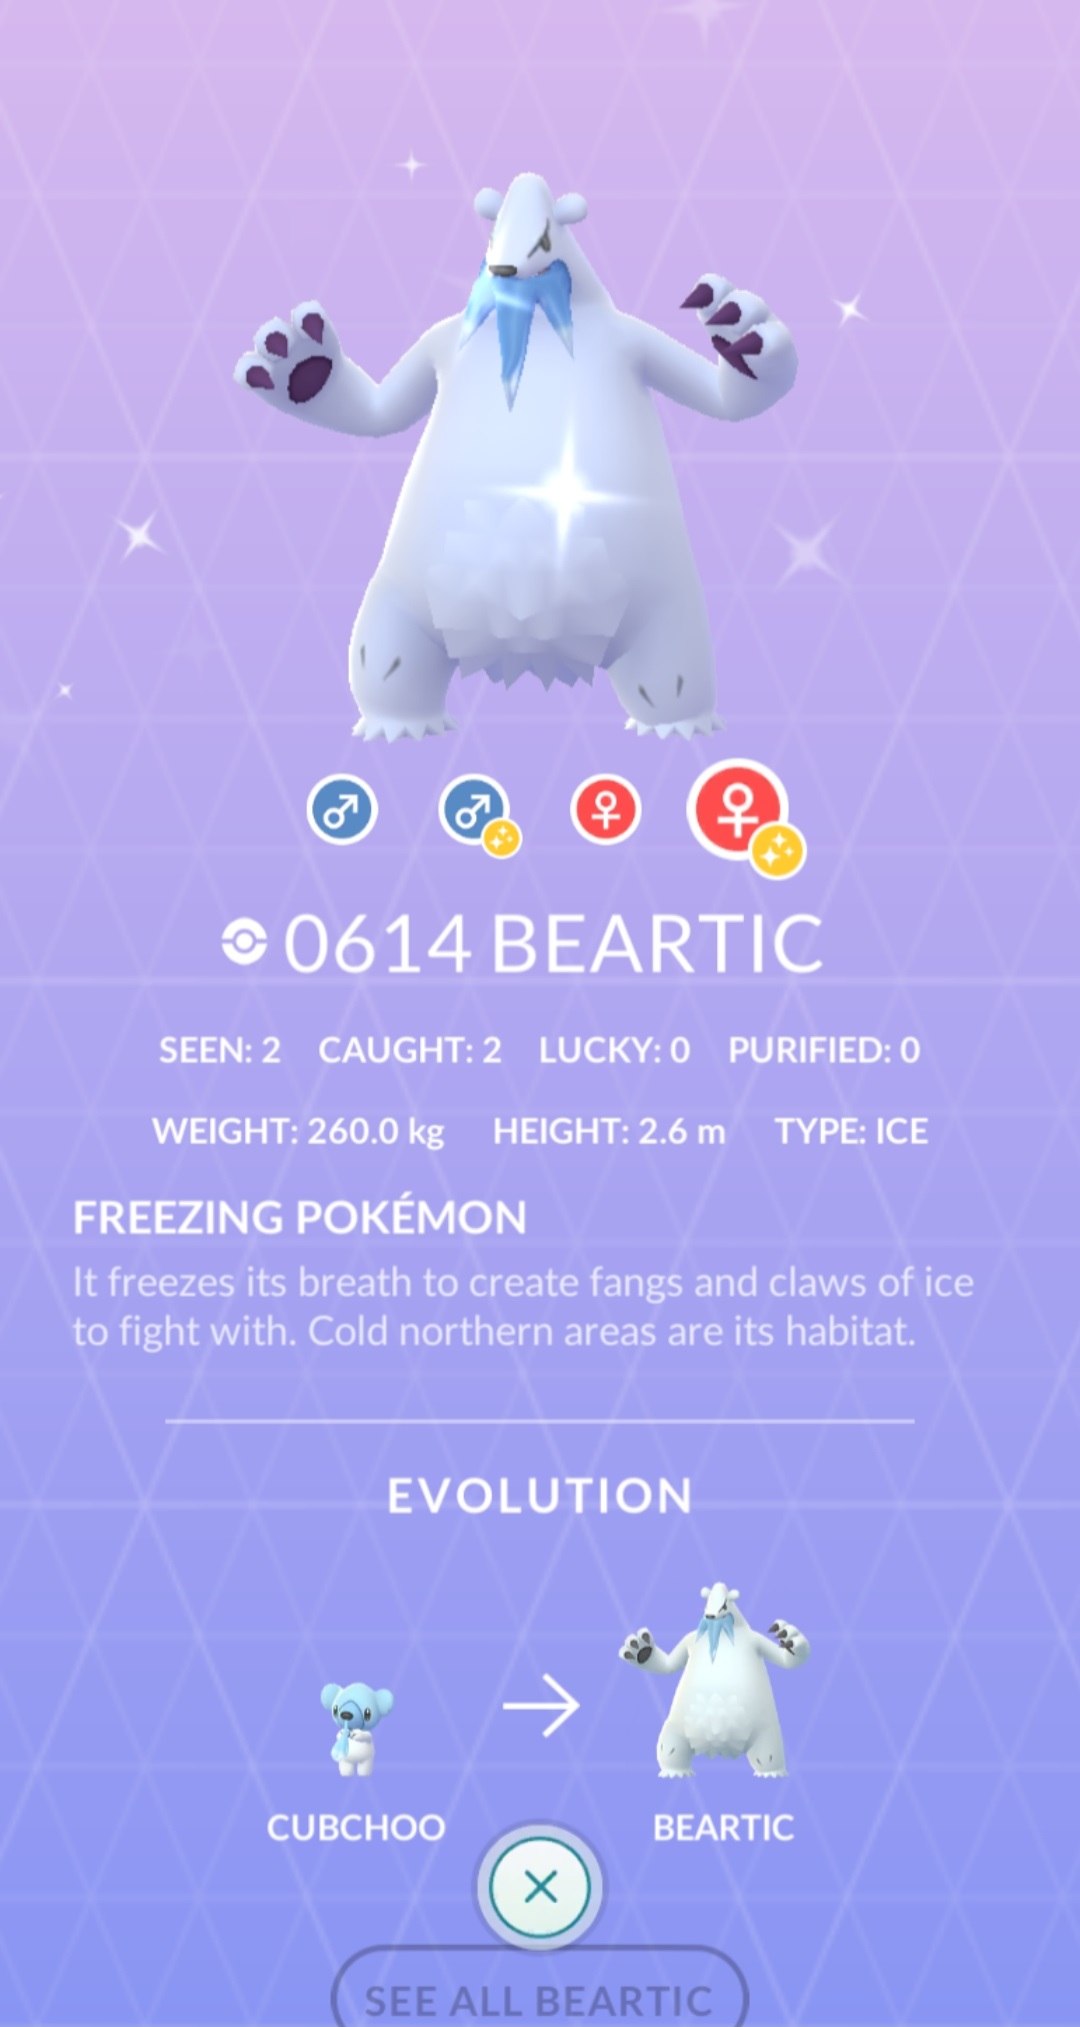 0614 BEARTIC
SEEN: 2 CAUGHT: 2 LUCKY: 0 PURIFIED: 0
WEIGHT: 260.0 kg HEIGHT: 2.6 m TYPE: ICE
FREEZING POKÉMON
It freezes its breath to create fangs and claws of ice
to fight with. Cold northern areas are its habitat.
EVOLUTION
CUBCHOO BEARTIC
SEE ALL BEARTIC